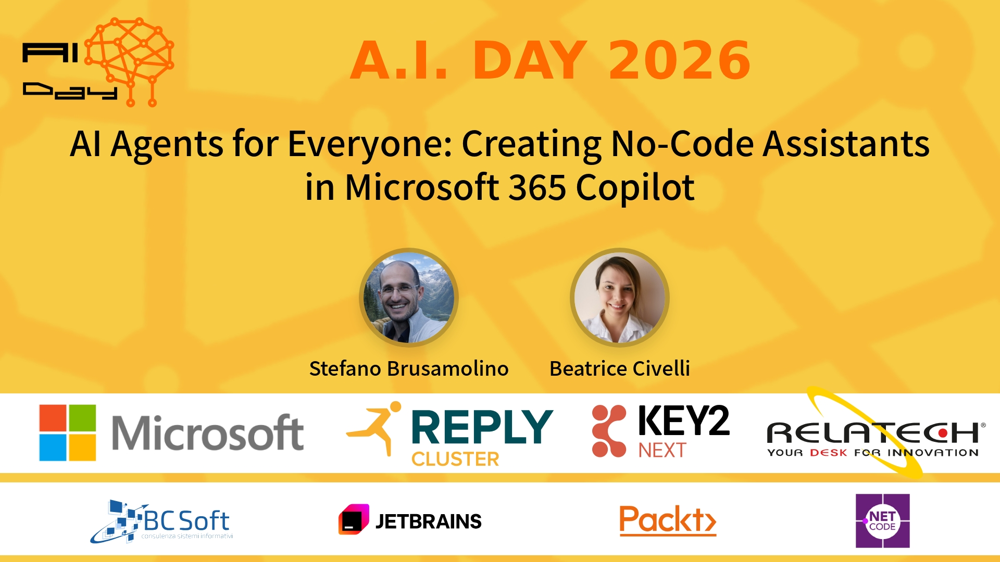 AI
Day
A.I. DAY 2026
AI Agents for Everyone: Creating No-Code Assistants
in Microsoft 365 Copilot
Stefano Brusamolino
Beatrice Civelli
Microsoft
REPLY
CLUSTER
KEY2
NEXT
RELATECH®
YOUR DESK FOR INNOVATION
BC Soft
consulenza sistemi informativi
JETBRAINS
Packt>
NET
CODE